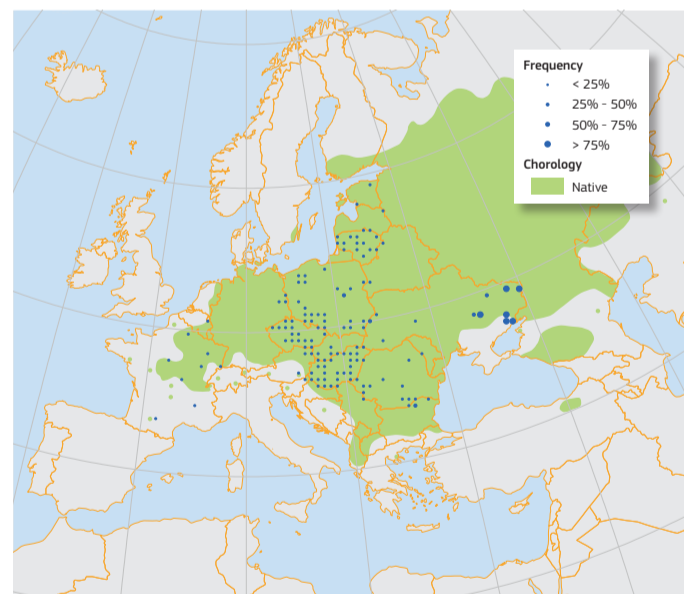 Frequency
< 25%
25% - 50%
50% - 75%
> 75%
Chorology
Native